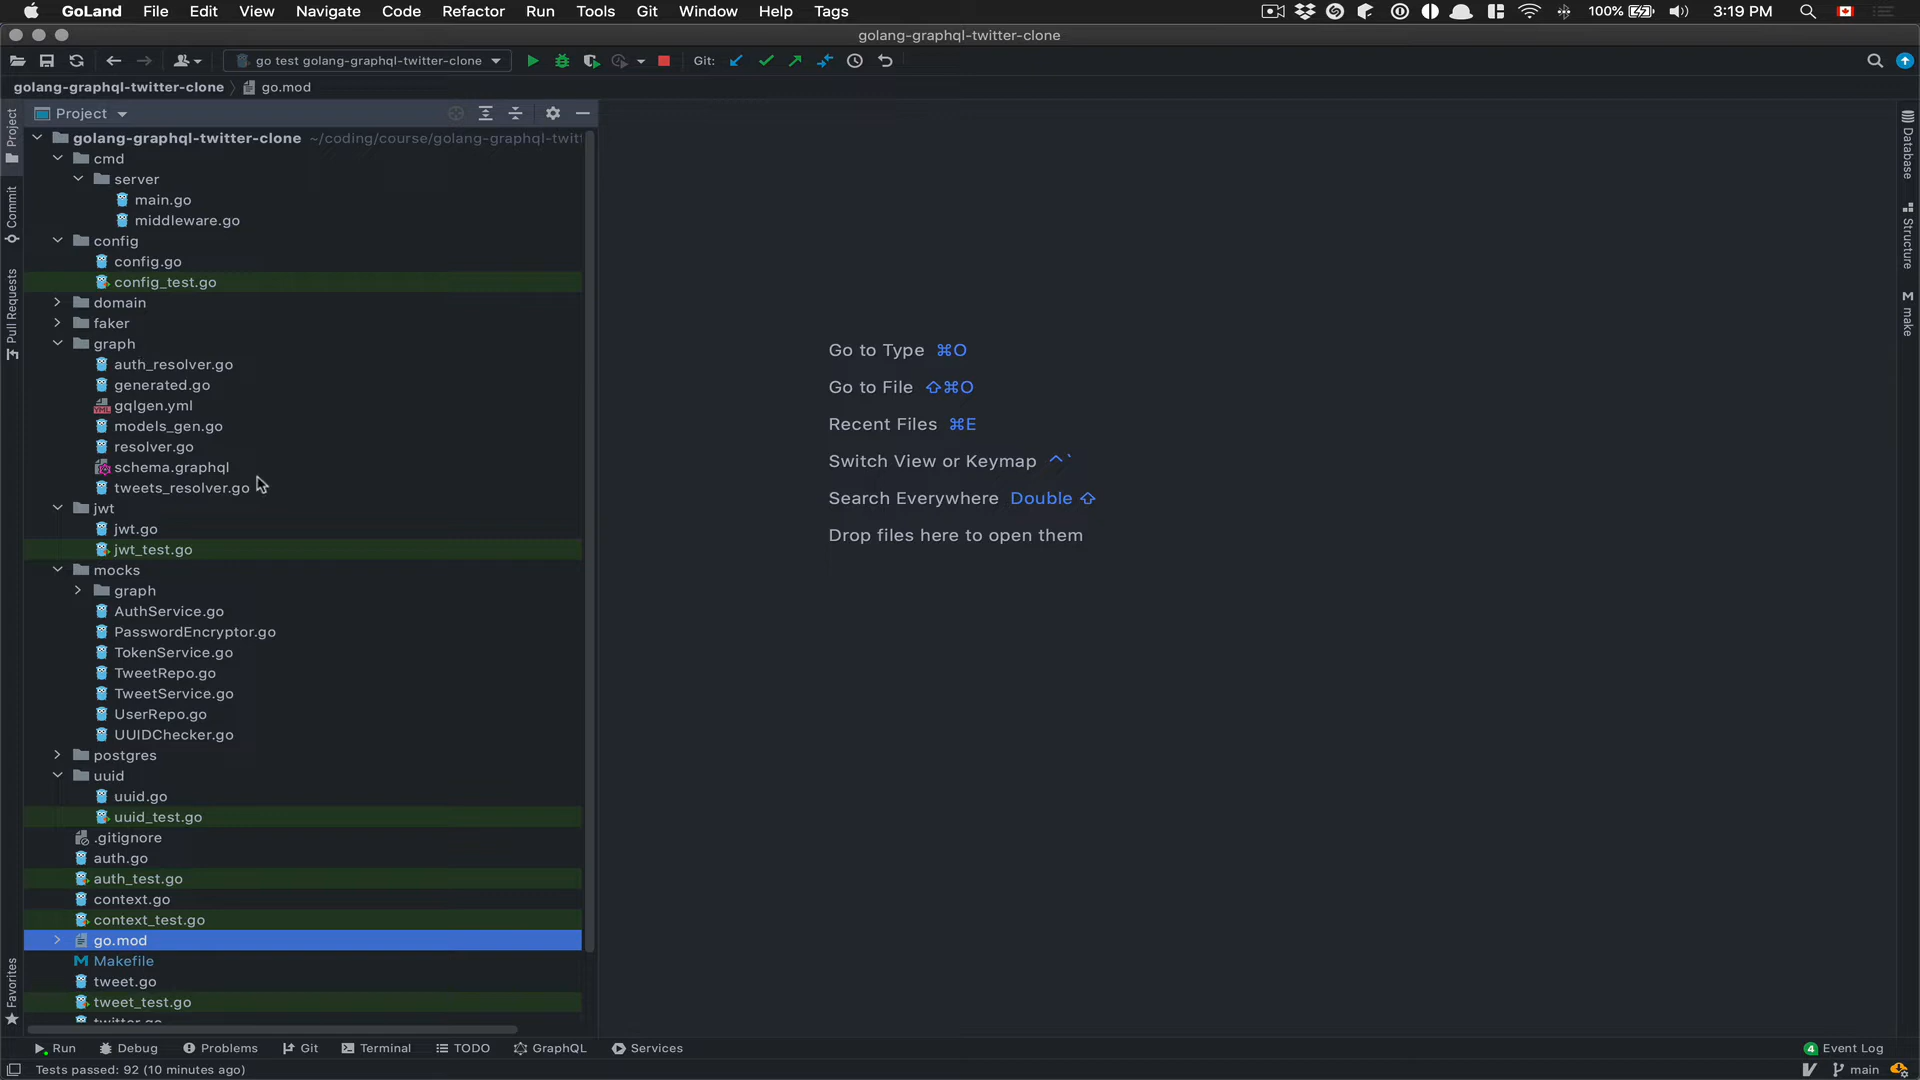 GoLand File Edit View Navigate Code Refactor Run Tools Git Window Help Tags 100% 3:19 PM
golang-graphql-twitter-clone
go test golang-graphql-twitter-clone Git:
golang-graphql-twitter-clone go.mod
Project
golang-graphql-twitter-clone ~/coding/course/golang-graphql-twitt
cmd
server
main.go
middleware.go
config
config.go
config_test.go
domain
faker
graph
auth_resolver.go
generated.go
gqlgen.yml
models_gen.go
resolver.go
schema.graphql
tweets_resolver.go
jwt
jwt.go
jwt_test.go
mocks
graph
AuthService.go
PasswordEncryptor.go
TokenService.go
TweetRepo.go
TweetService.go
UserRepo.go
UUIDChecker.go
postgres
uuid
uuid.go
uuid_test.go
.gitignore
auth.go
auth_test.go
context.go
context_test.go
go.mod
Makefile
tweet.go
tweet_test.go
twitter.go
Project
Commit
Pull Requests
Favorites
Go to Type ⌘O
Go to File ⇧⌘O
Recent Files ⌘E
Switch View or Keymap ^`
Search Everywhere Double ⇧
Drop files here to open them
Database
Structure
M make
Run Debug Problems Git Terminal TODO GraphQL Services 4 Event Log
Tests passed: 92 (10 minutes ago) main